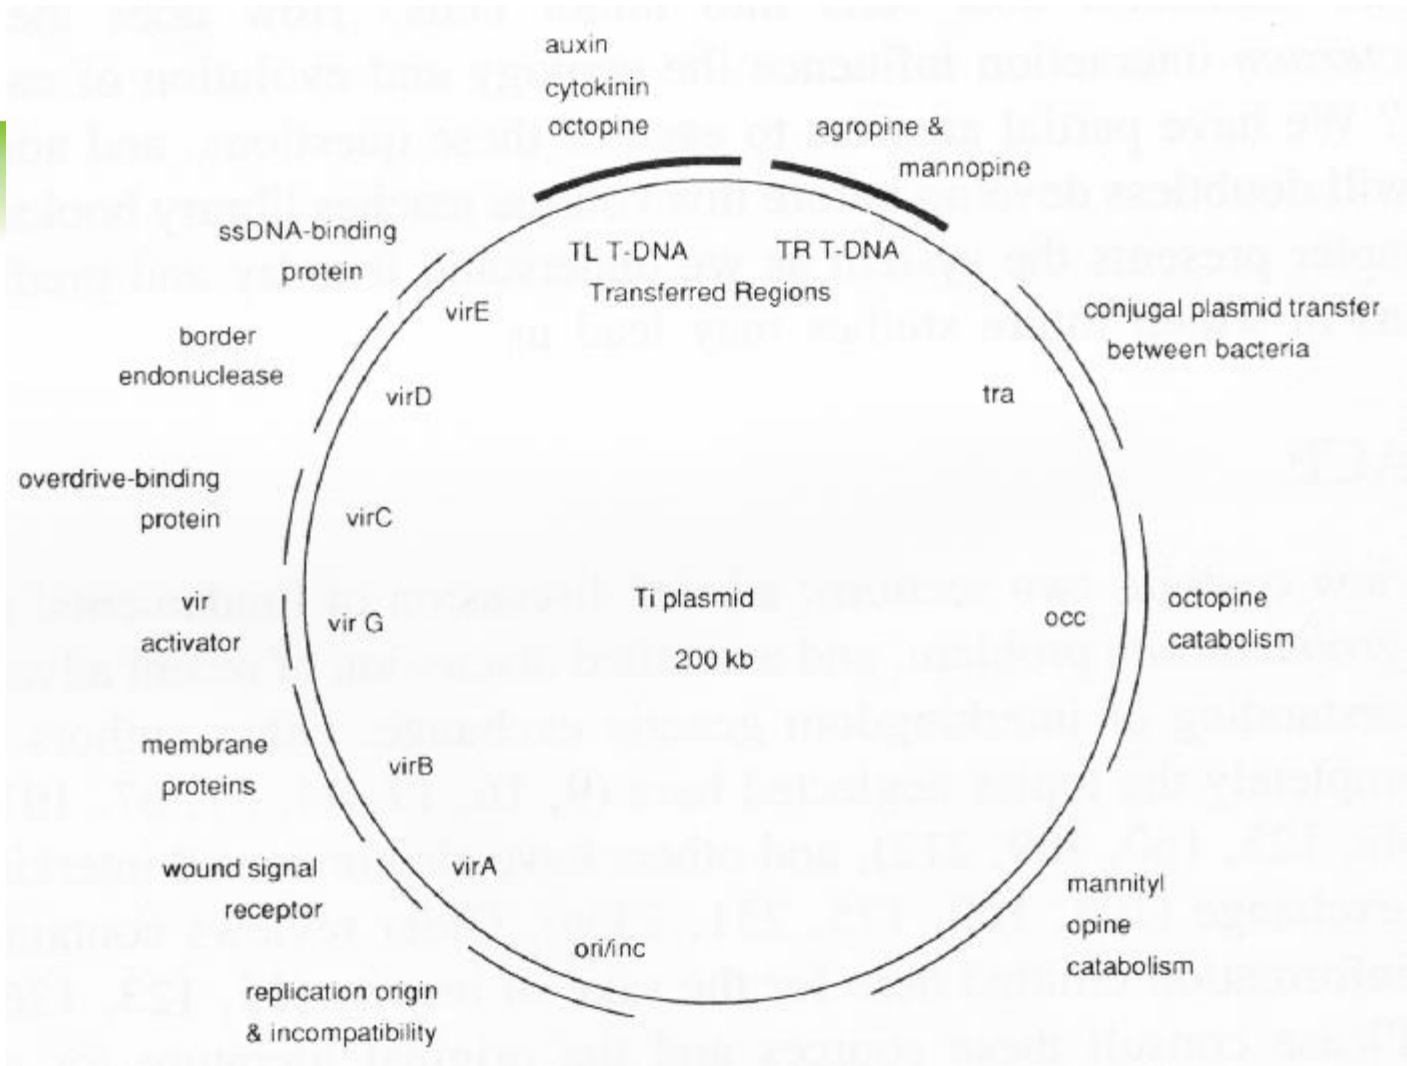 auxin
cytokinin
octopine
agropine &
mannopine
ssDNA-binding
protein
TL T-DNA
TR T-DNA
Transferred Regions
virE
conjugal plasmid transfer
between bacteria
border
endonuclease
virD
tra
overdrive-binding
protein
virC
vir
activator
vir G
Ti plasmid
200 kb
occ
octopine
catabolism
membrane
proteins
virB
wound signal
receptor
virA
mannityl
opine
catabolism
ori/inc
replication origin
& incompatibility